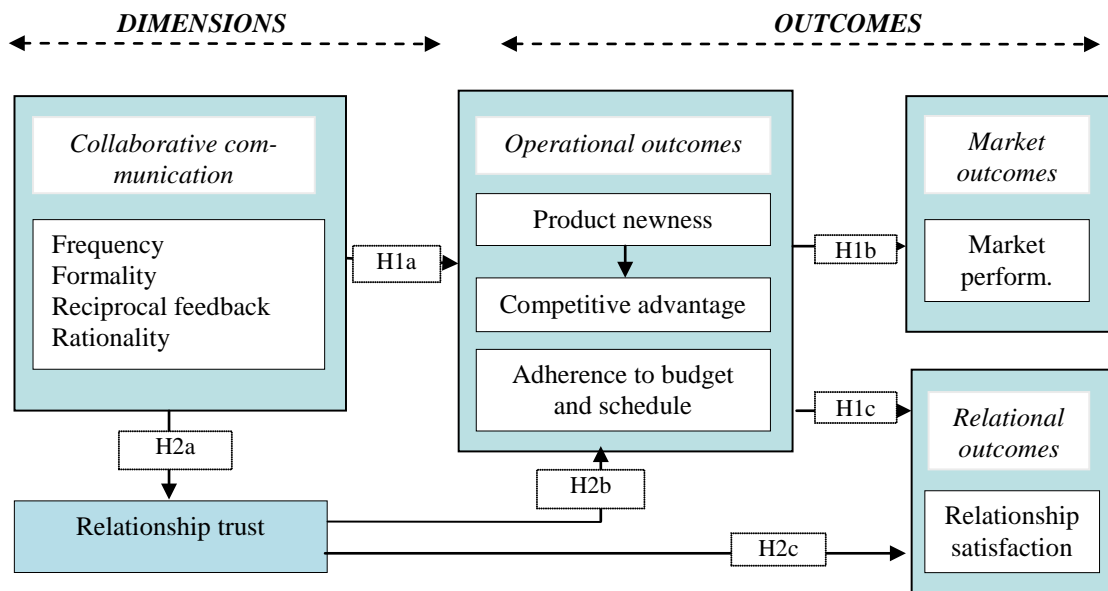 DIMENSIONS
OUTCOMES
Collaborative com-
munication
Frequency
Formality
Reciprocal feedback
Rationality
H1a
Operational outcomes
Product newness
Competitive advantage
Adherence to budget
and schedule
H1b
Market
outcomes
Market
perform.
H1c
Relational
outcomes
Relationship
satisfaction
H2a
H2b
Relationship trust
H2c